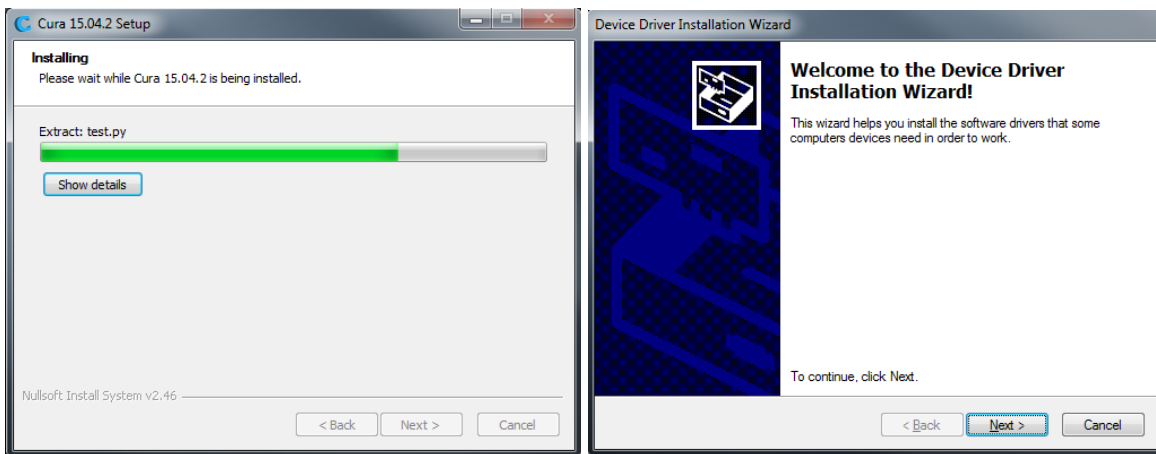 Cura 15.04.2 Setup
Installing
Please wait while Cura 15.04.2 is being installed.
Extract: test.py
Show details
Nullsoft Install System v2.46
< Back
Next >
Cancel
Device Driver Installation Wizard
Welcome to the Device Driver
Installation Wizard!
This wizard helps you install the software drivers that some
computers devices need in order to work.
To continue, click Next.
< Back
Next >
Cancel